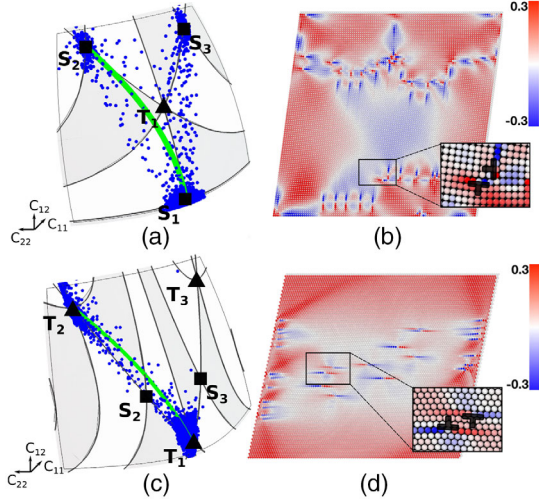 S₂
S₃
T₁
S₁
C₁₂
C₂₂ C₁₁
(a)
0.3
-0.3
(b)
T₂
T₃
S₂
S₃
T₁
C₁₂
C₂₂ C₁₁
(c)
0.3
-0.3
(d)